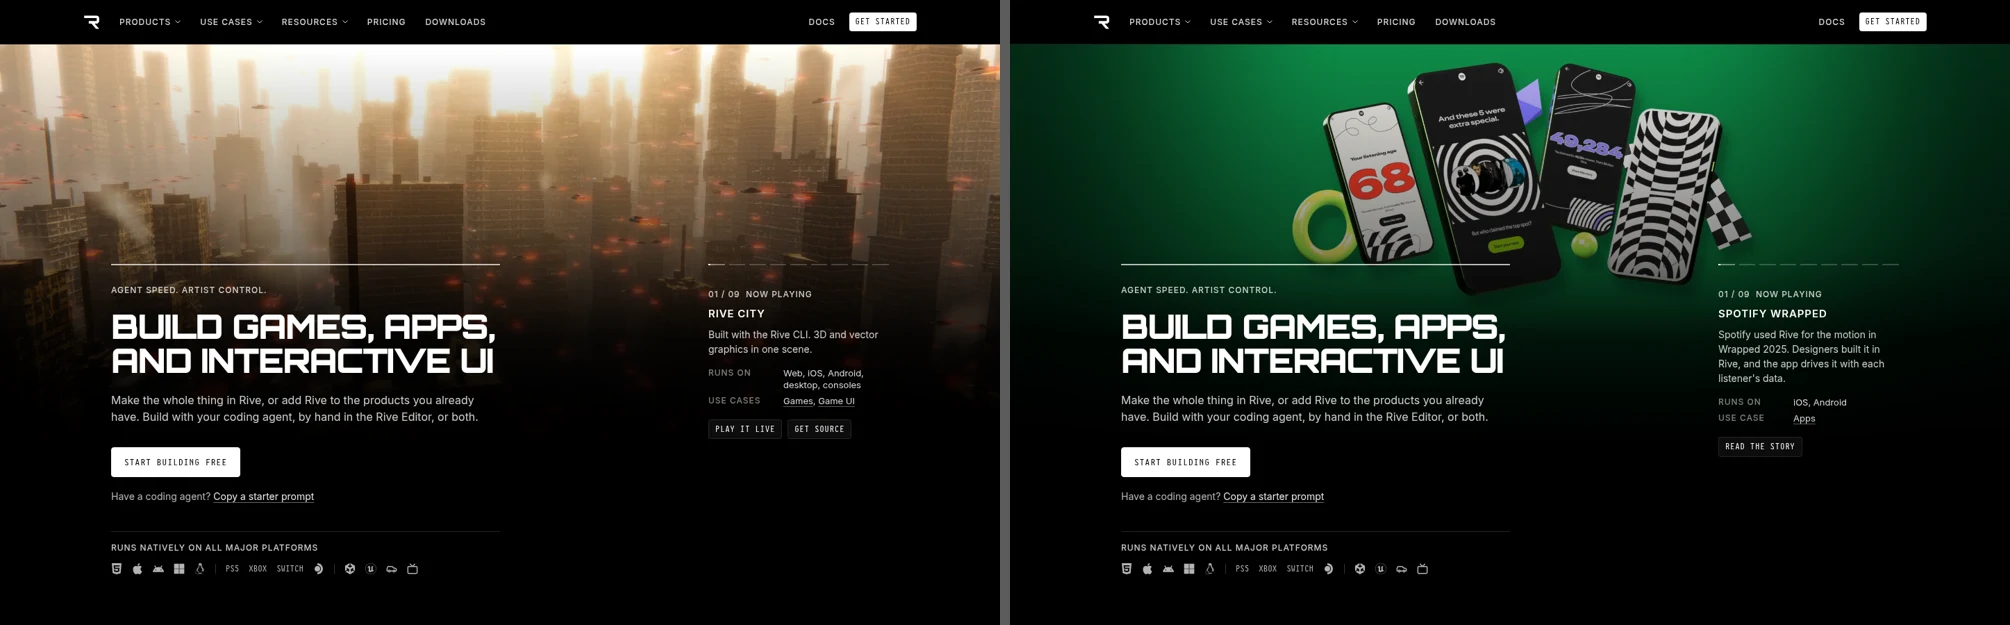 PRODUCTS USE CASES RESOURCES PRICING DOWNLOADS DOCS GET STARTED
AGENT SPEED. ARTIST CONTROL.
BUILD GAMES, APPS,
AND INTERACTIVE UI
Make the whole thing in Rive, or add Rive to the products you already
have. Build with your coding agent, by hand in the Rive Editor, or both.
START BUILDING FREE
Have a coding agent? Copy a starter prompt
RUNS NATIVELY ON ALL MAJOR PLATFORMS
PS5 XBOX SWITCH
01 / 09 NOW PLAYING
RIVE CITY
Built with the Rive CLI. 3D and vector
graphics in one scene.
RUNS ON Web, iOS, Android,
desktop, consoles
USE CASES Games, Game UI
PLAY IT LIVE GET SOURCE
PRODUCTS USE CASES RESOURCES PRICING DOWNLOADS DOCS GET STARTED
Your listening age
68
And these 5 were
extra special.
But who claimed the top spot?
49,284
AGENT SPEED. ARTIST CONTROL.
BUILD GAMES, APPS,
AND INTERACTIVE UI
Make the whole thing in Rive, or add Rive to the products you already
have. Build with your coding agent, by hand in the Rive Editor, or both.
START BUILDING FREE
Have a coding agent? Copy a starter prompt
RUNS NATIVELY ON ALL MAJOR PLATFORMS
PS5 XBOX SWITCH
01 / 09 NOW PLAYING
SPOTIFY WRAPPED
Spotify used Rive for the motion in
Wrapped 2025. Designers built it in
Rive, and the app drives it with each
listener's data.
RUNS ON iOS, Android
USE CASE Apps
READ THE STORY